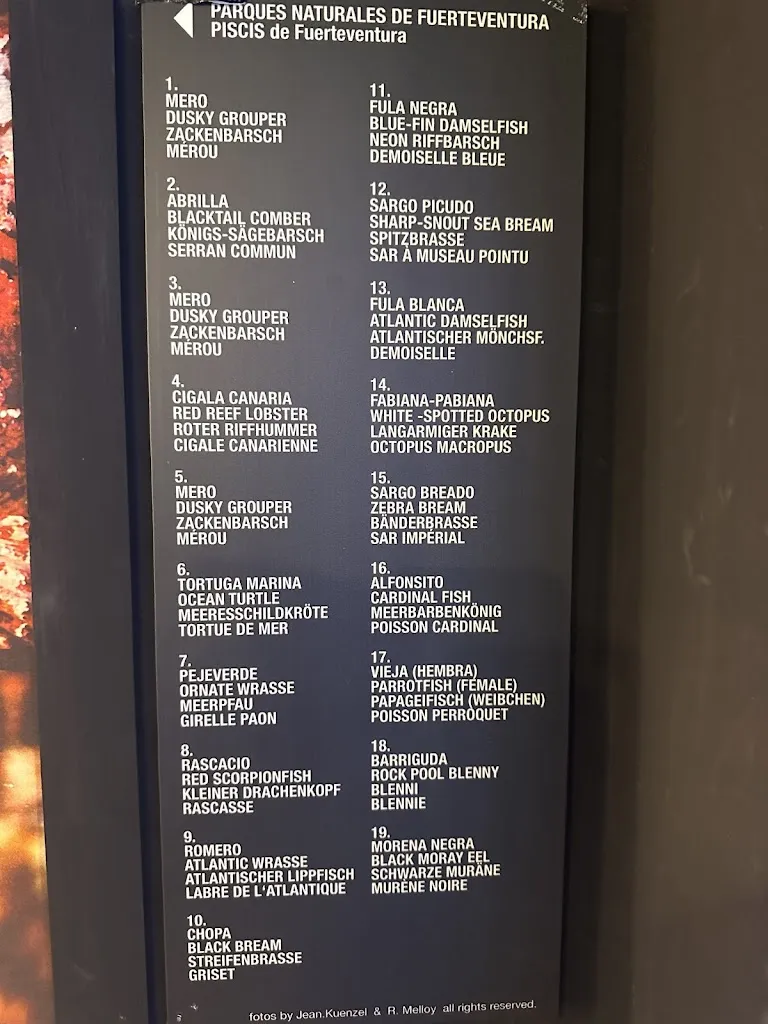 PARQUES NATURALES DE FUERTEVENTURA
PISCIS de Fuerteventura
1.
MERO
DUSKY GROUPER
ZACKENBARSCH
MÉROU
2.
ABRILLA
BLACKTAIL COMBER
KÖNIGS-SÄGEBARSCH
SERRAN COMMUN
3.
MERO
DUSKY GROUPER
ZACKENBARSCH
MÉROU
4.
CIGALA CANARIA
RED REEF LOBSTER
ROTER RIFFHUMMER
CIGALE CANARIENNE
5.
MERO
DUSKY GROUPER
ZACKENBARSCH
MÉROU
6.
TORTUGA MARINA
OCEAN TURTLE
MEERESSCHILDKRÖTE
TORTUE DE MER
7.
PEJEVERDE
ORNATE WRASSE
MEERPFAU
GIRELLE PAON
8.
RASCACIO
RED SCORPIONFISH
KLEINER DRACHENKOPF
RASCASSE
9.
ROMERO
ATLANTIC WRASSE
ATLANTISCHER LIPPFISCH
LABRE DE L'ATLANTIQUE
10.
CHOPA
BLACK BREAM
STREIFENBRASSE
GRISET
11.
FULA NEGRA
BLUE-FIN DAMSELFISH
NEON RIFFBARSCH
DEMOISELLE BLEUE
12.
SARGO PICUDO
SHARP-SNOUT SEA BREAM
SPITZBRASSE
SAR À MUSEAU POINTU
13.
FULA BLANCA
ATLANTIC DAMSELFISH
ATLANTISCHER MÖNCHSF.
DEMOISELLE
14.
FABIANA-PABIANA
WHITE -SPOTTED OCTOPUS
LANGARMIGER KRAKE
OCTOPUS MACROPUS
15.
SARGO BREADO
ZEBRA BREAM
BÄNDERBRASSE
SAR IMPÉRIAL
16.
ALFONSITO
CARDINAL FISH
MEERBARBENKÖNIG
POISSON CARDINAL
17.
VIEJA (HEMBRA)
PARROTFISH (FEMALE)
PAPAGEIFISCH (WEIBCHEN)
POISSON PERROQUET
18.
BARRIGUDA
ROCK POOL BLENNY
BLENNI
BLENNIE
19.
MORENA NEGRA
BLACK MORAY EEL
SCHWARZE MURÄNE
MURÈNE NOIRE
fotos by Jean.Kuenzel & R. Melloy all rights reserved.